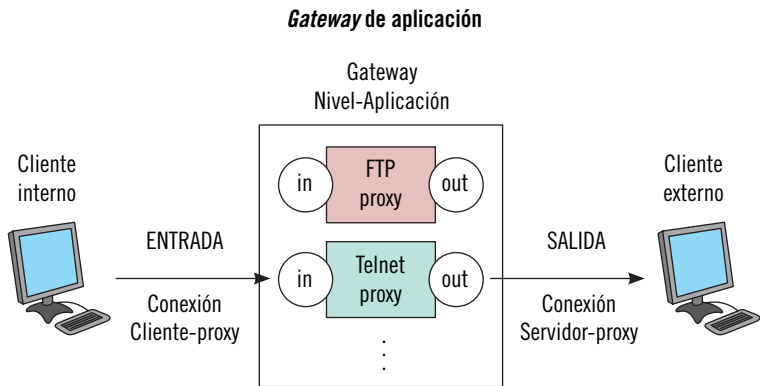 Gateway de aplicación
Gateway
Nivel-Aplicación
Cliente
interno
ENTRADA
Conexión
Cliente-proxy
in
FTP
proxy
out
in
Telnet
proxy
out
.
.
.
SALIDA
Conexión
Servidor-proxy
Cliente
externo